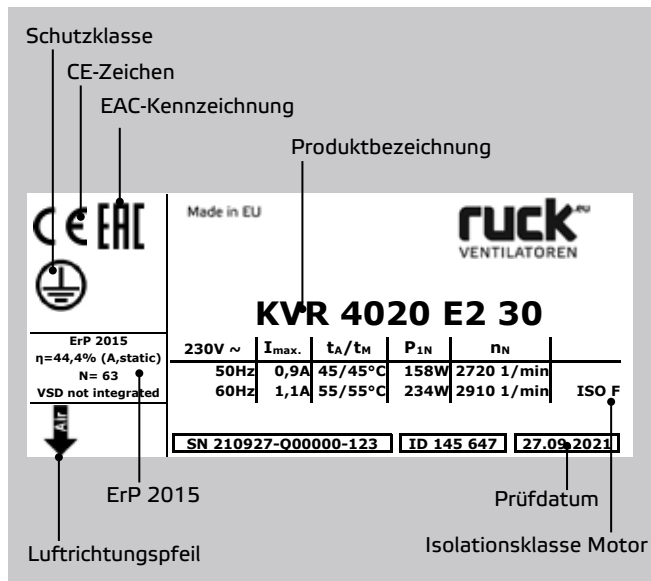 Schutzklasse
CE-Zeichen
EAC-Kennzeichnung
Produktbezeichnung
CE EAC
Made in EU
ruck.eu
VENTILATOREN
KVR 4020 E2 30
ErP 2015
η=44,4% (A,static)
N= 63
VSD not integrated
230V ~ Imax. tA/tM P1N nN
50Hz 0,9A 45/45°C 158W 2720 1/min
60Hz 1,1A 55/55°C 234W 2910 1/min ISO F
Air
SN 210927-Q00000-123 ID 145 647 27.09.2021
ErP 2015
Prüfdatum
Luftrichtungspfeil
Isolationsklasse Motor